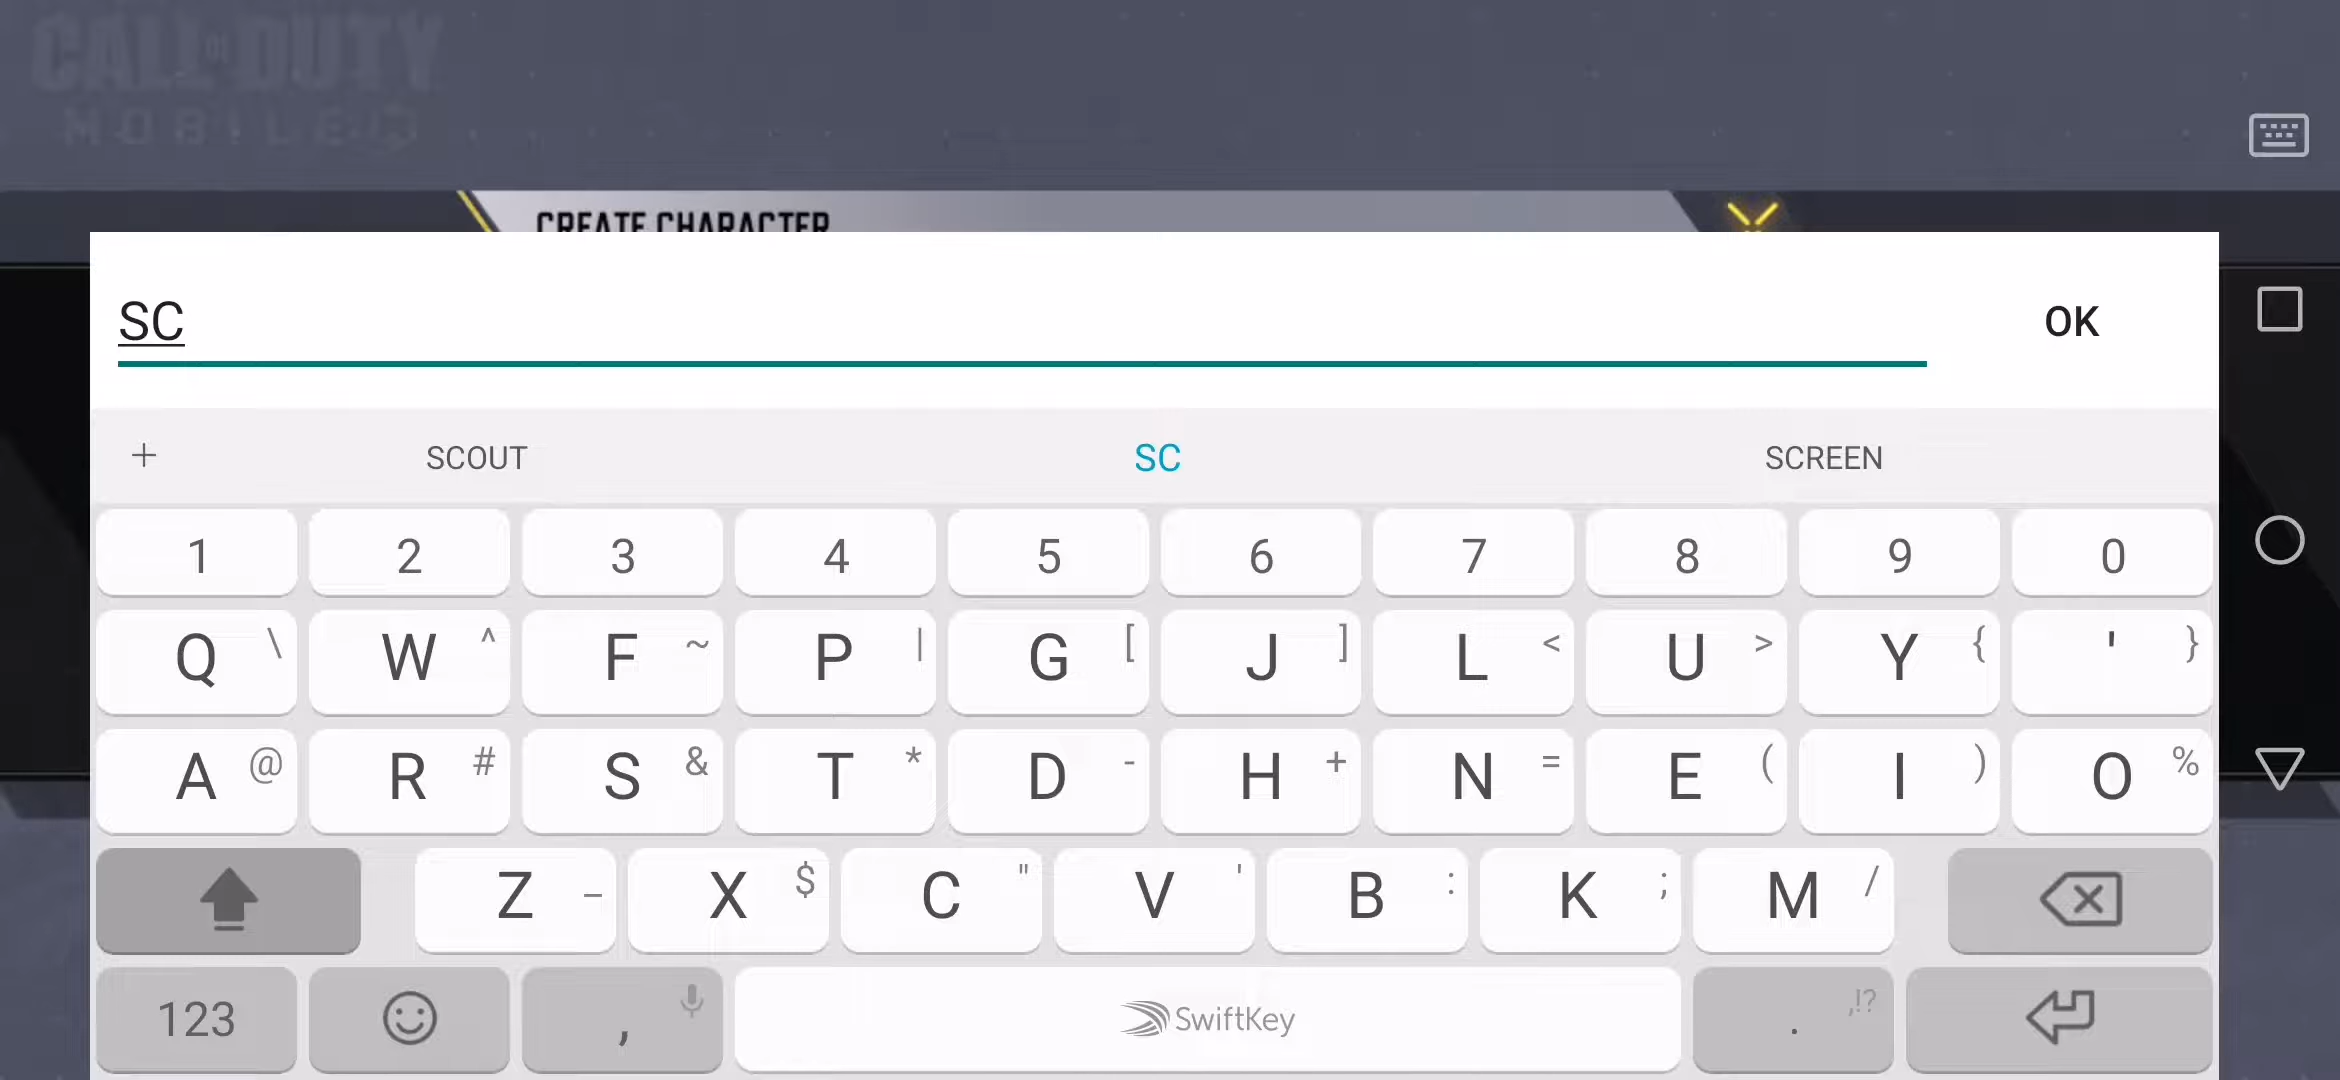 CALL OF DUTY
MOBILE
CREATE CHARACTER
SC
OK
+ SCOUT SC SCREEN
1 2 3 4 5 6 7 8 9 0
Q \ W ^ F ~ P | G [ J ] L < U > Y { ' }
A @ R # S & T * D - H + N = E ( I ) O %
Z _ X $ C " V ' B : K ; M /
123 , SwiftKey . ,!?